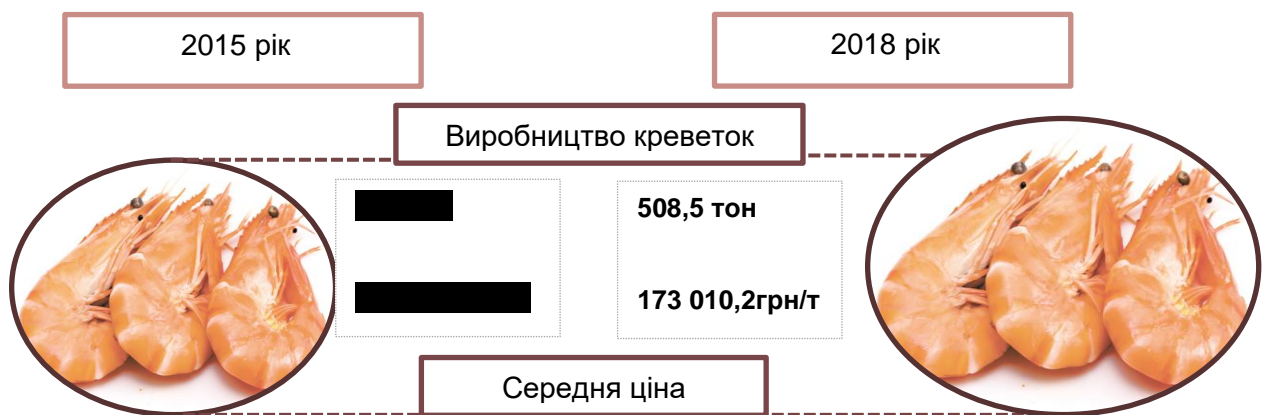 2015 рік
2018 рік
Виробництво креветок
508,5 тон
173 010,2грн/т
Середня ціна